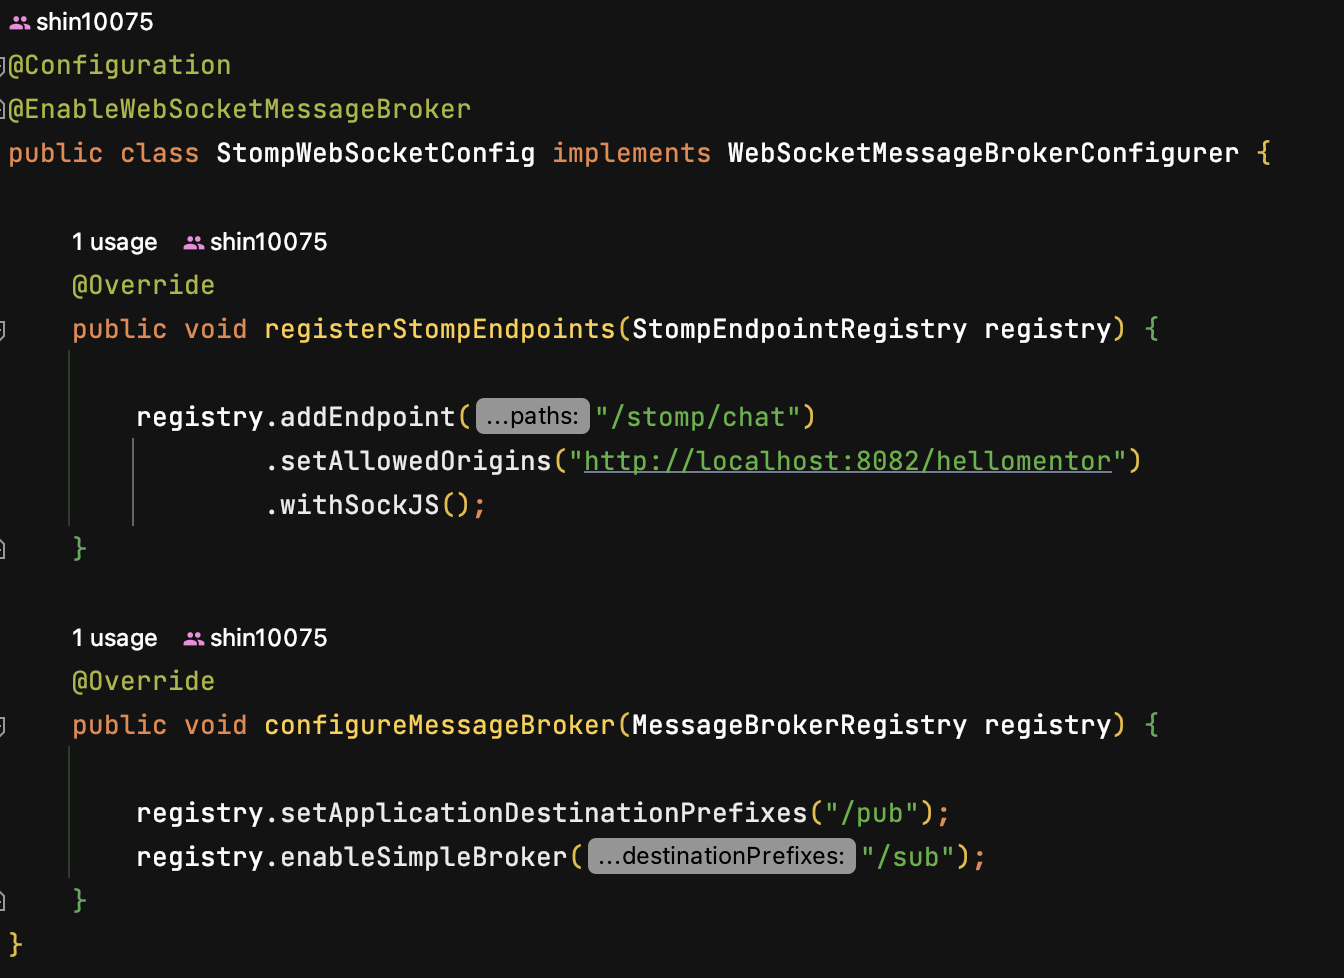 shin10075
@Configuration
@EnableWebSocketMessageBroker
public class StompWebSocketConfig implements WebSocketMessageBrokerConfigurer {
1 usage shin10075
@Override
public void registerStompEndpoints(StompEndpointRegistry registry) {
registry.addEndpoint( ...paths: "/stomp/chat")
.setAllowedOrigins("http://localhost:8082/hellomentor")
.withSockJS();
}
1 usage shin10075
@Override
public void configureMessageBroker(MessageBrokerRegistry registry) {
registry.setApplicationDestinationPrefixes("/pub");
registry.enableSimpleBroker( ...destinationPrefixes: "/sub");
}
}